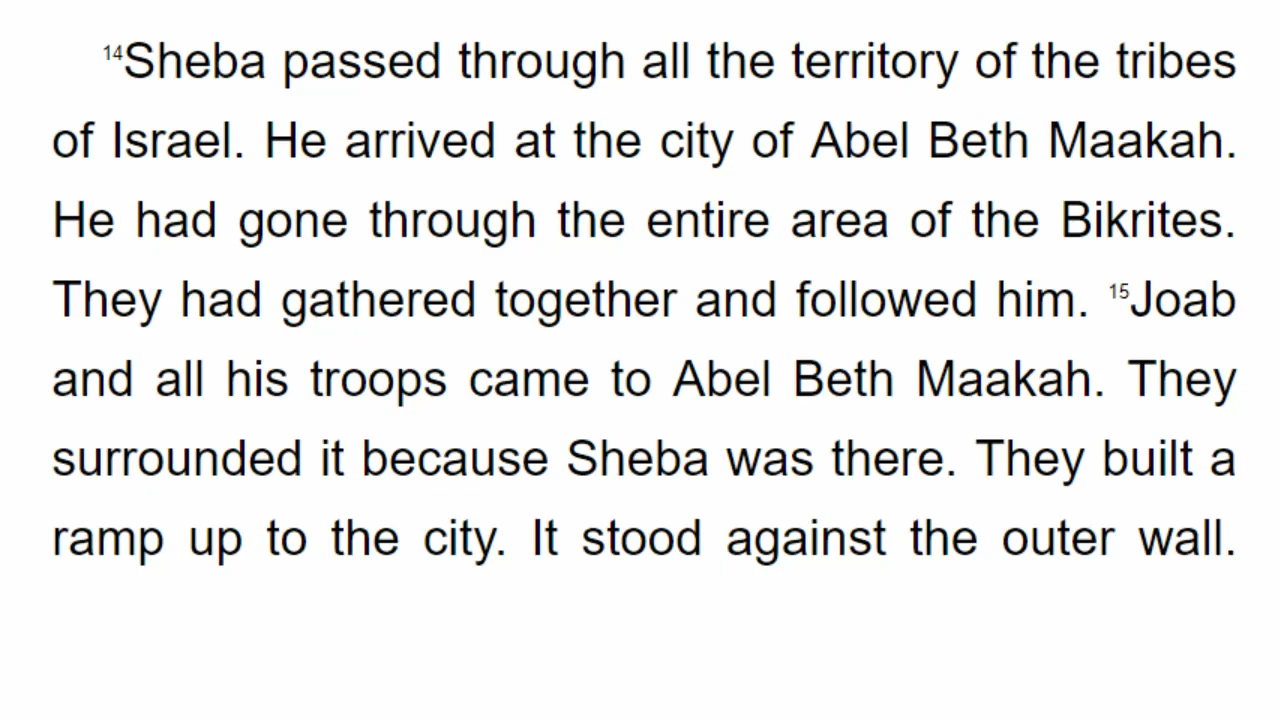 14Sheba passed through all the territory of the tribes
of Israel. He arrived at the city of Abel Beth Maakah.
He had gone through the entire area of the Bikrites.
They had gathered together and followed him. 15Joab
and all his troops came to Abel Beth Maakah. They
surrounded it because Sheba was there. They built a
ramp up to the city. It stood against the outer wall.